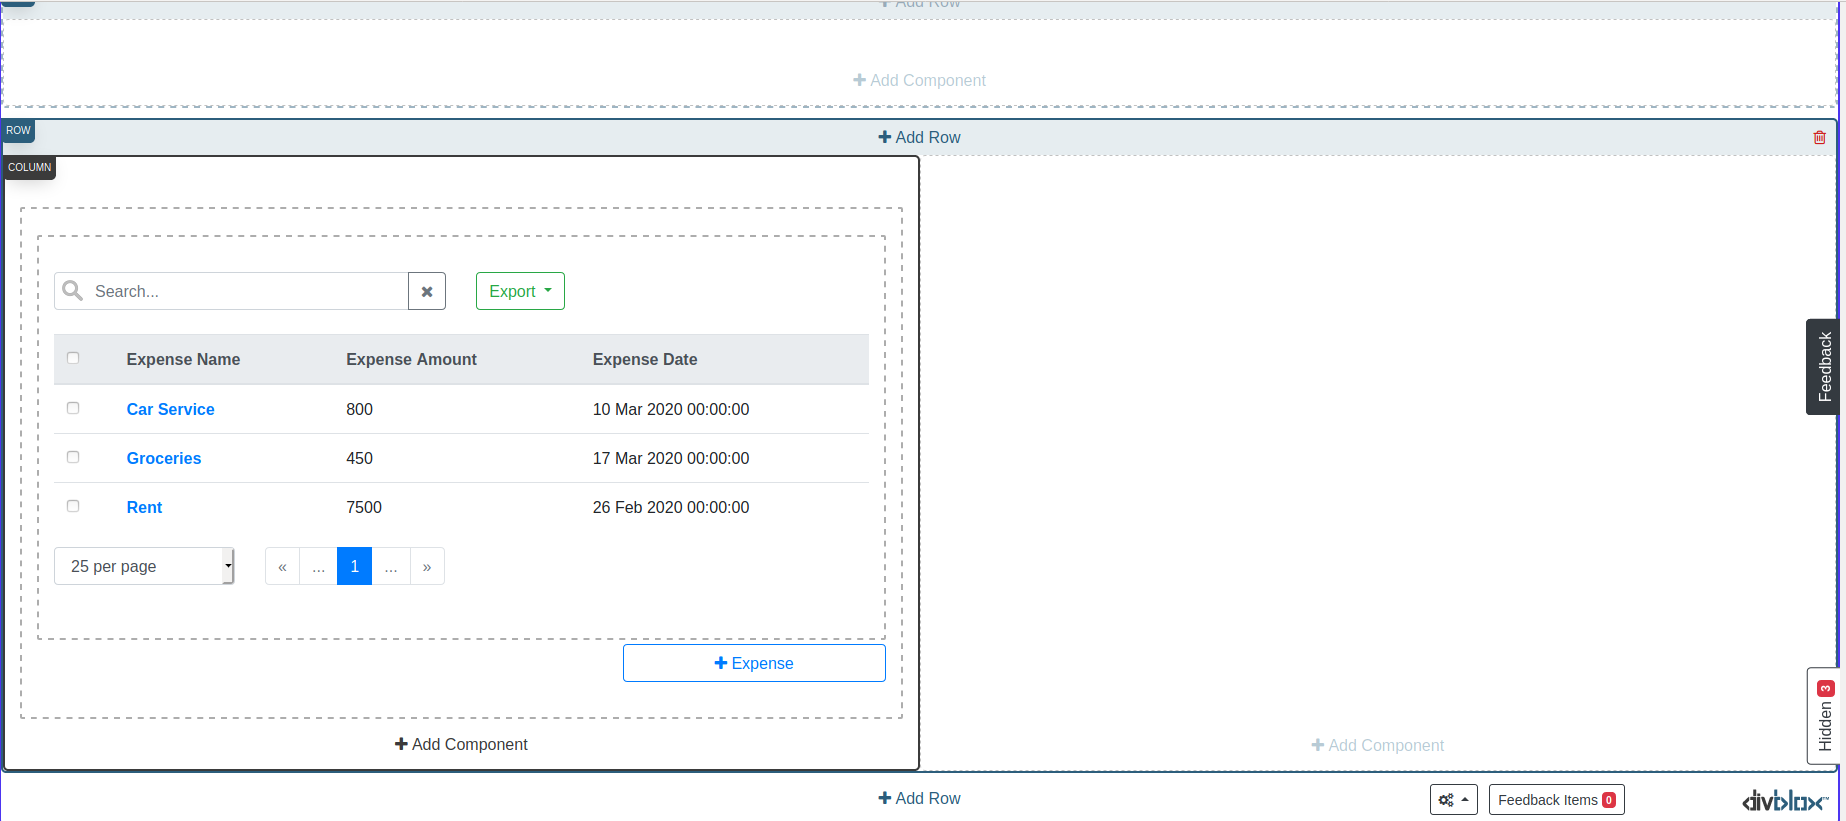 Add Row
Add Component
ROW
Add Row
COLUMN
Search...
Export
Expense Name Expense Amount Expense Date
Car Service 800 10 Mar 2020 00:00:00
Groceries 450 17 Mar 2020 00:00:00
Rent 7500 26 Feb 2020 00:00:00
25 per page
« ... 1 ... »
Expense
Add Component
Add Component
Feedback
Hidden 3
Add Row
Feedback Items 0
divblox™